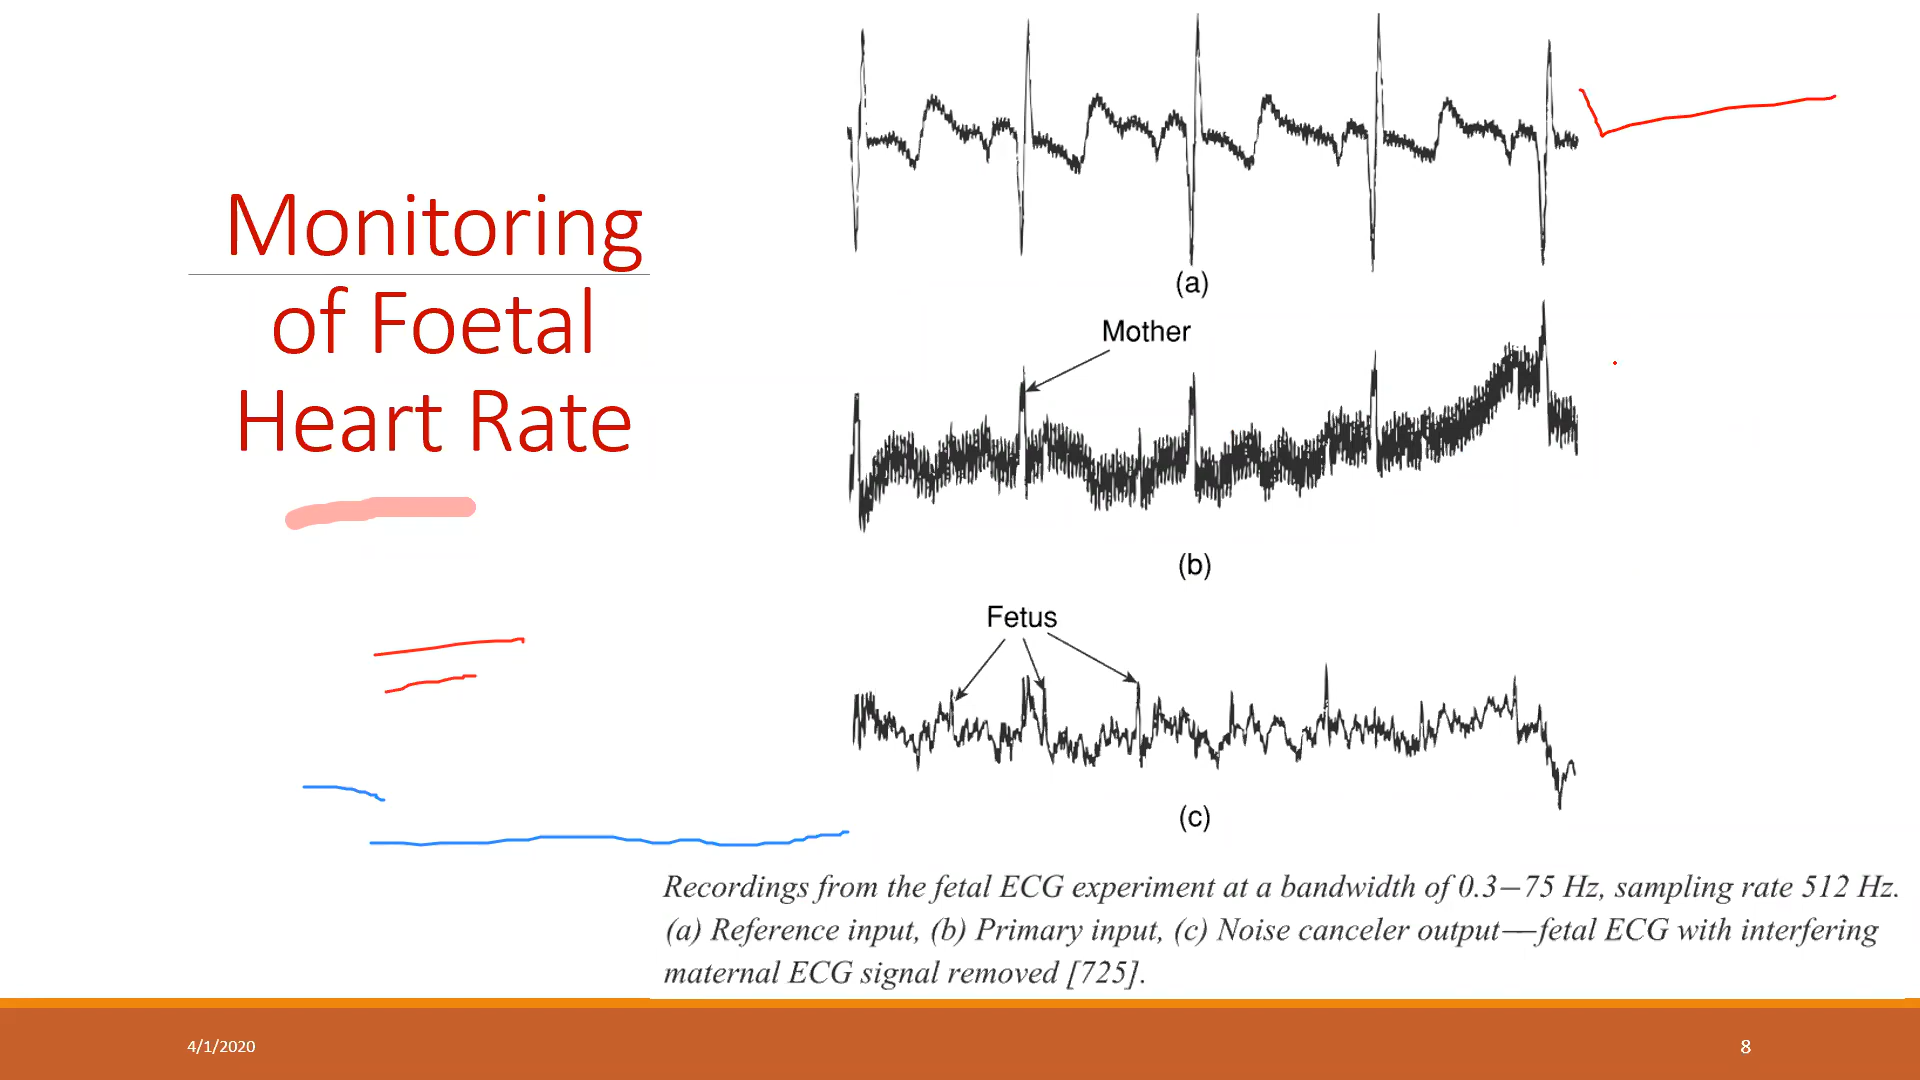 Monitoring
of Foetal
Heart Rate
(a)
Mother
(b)
Fetus
(c)
Recordings from the fetal ECG experiment at a bandwidth of 0.3–75 Hz, sampling rate 512 Hz.
(a) Reference input, (b) Primary input, (c) Noise canceler output—fetal ECG with interfering
maternal ECG signal removed [725].
4/1/2020
8